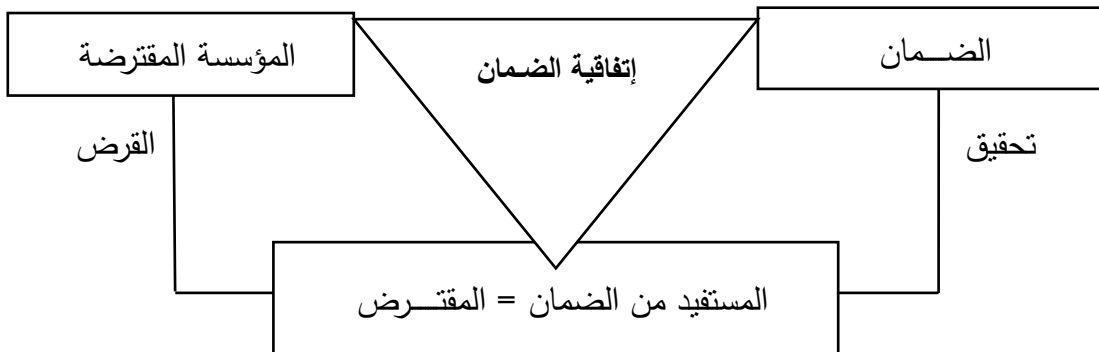 الضـــمان
إتفاقية الضمان
المؤسسة المقترضة
تحقيق
القرض
المستفيد من الضمان = المقتـــرض